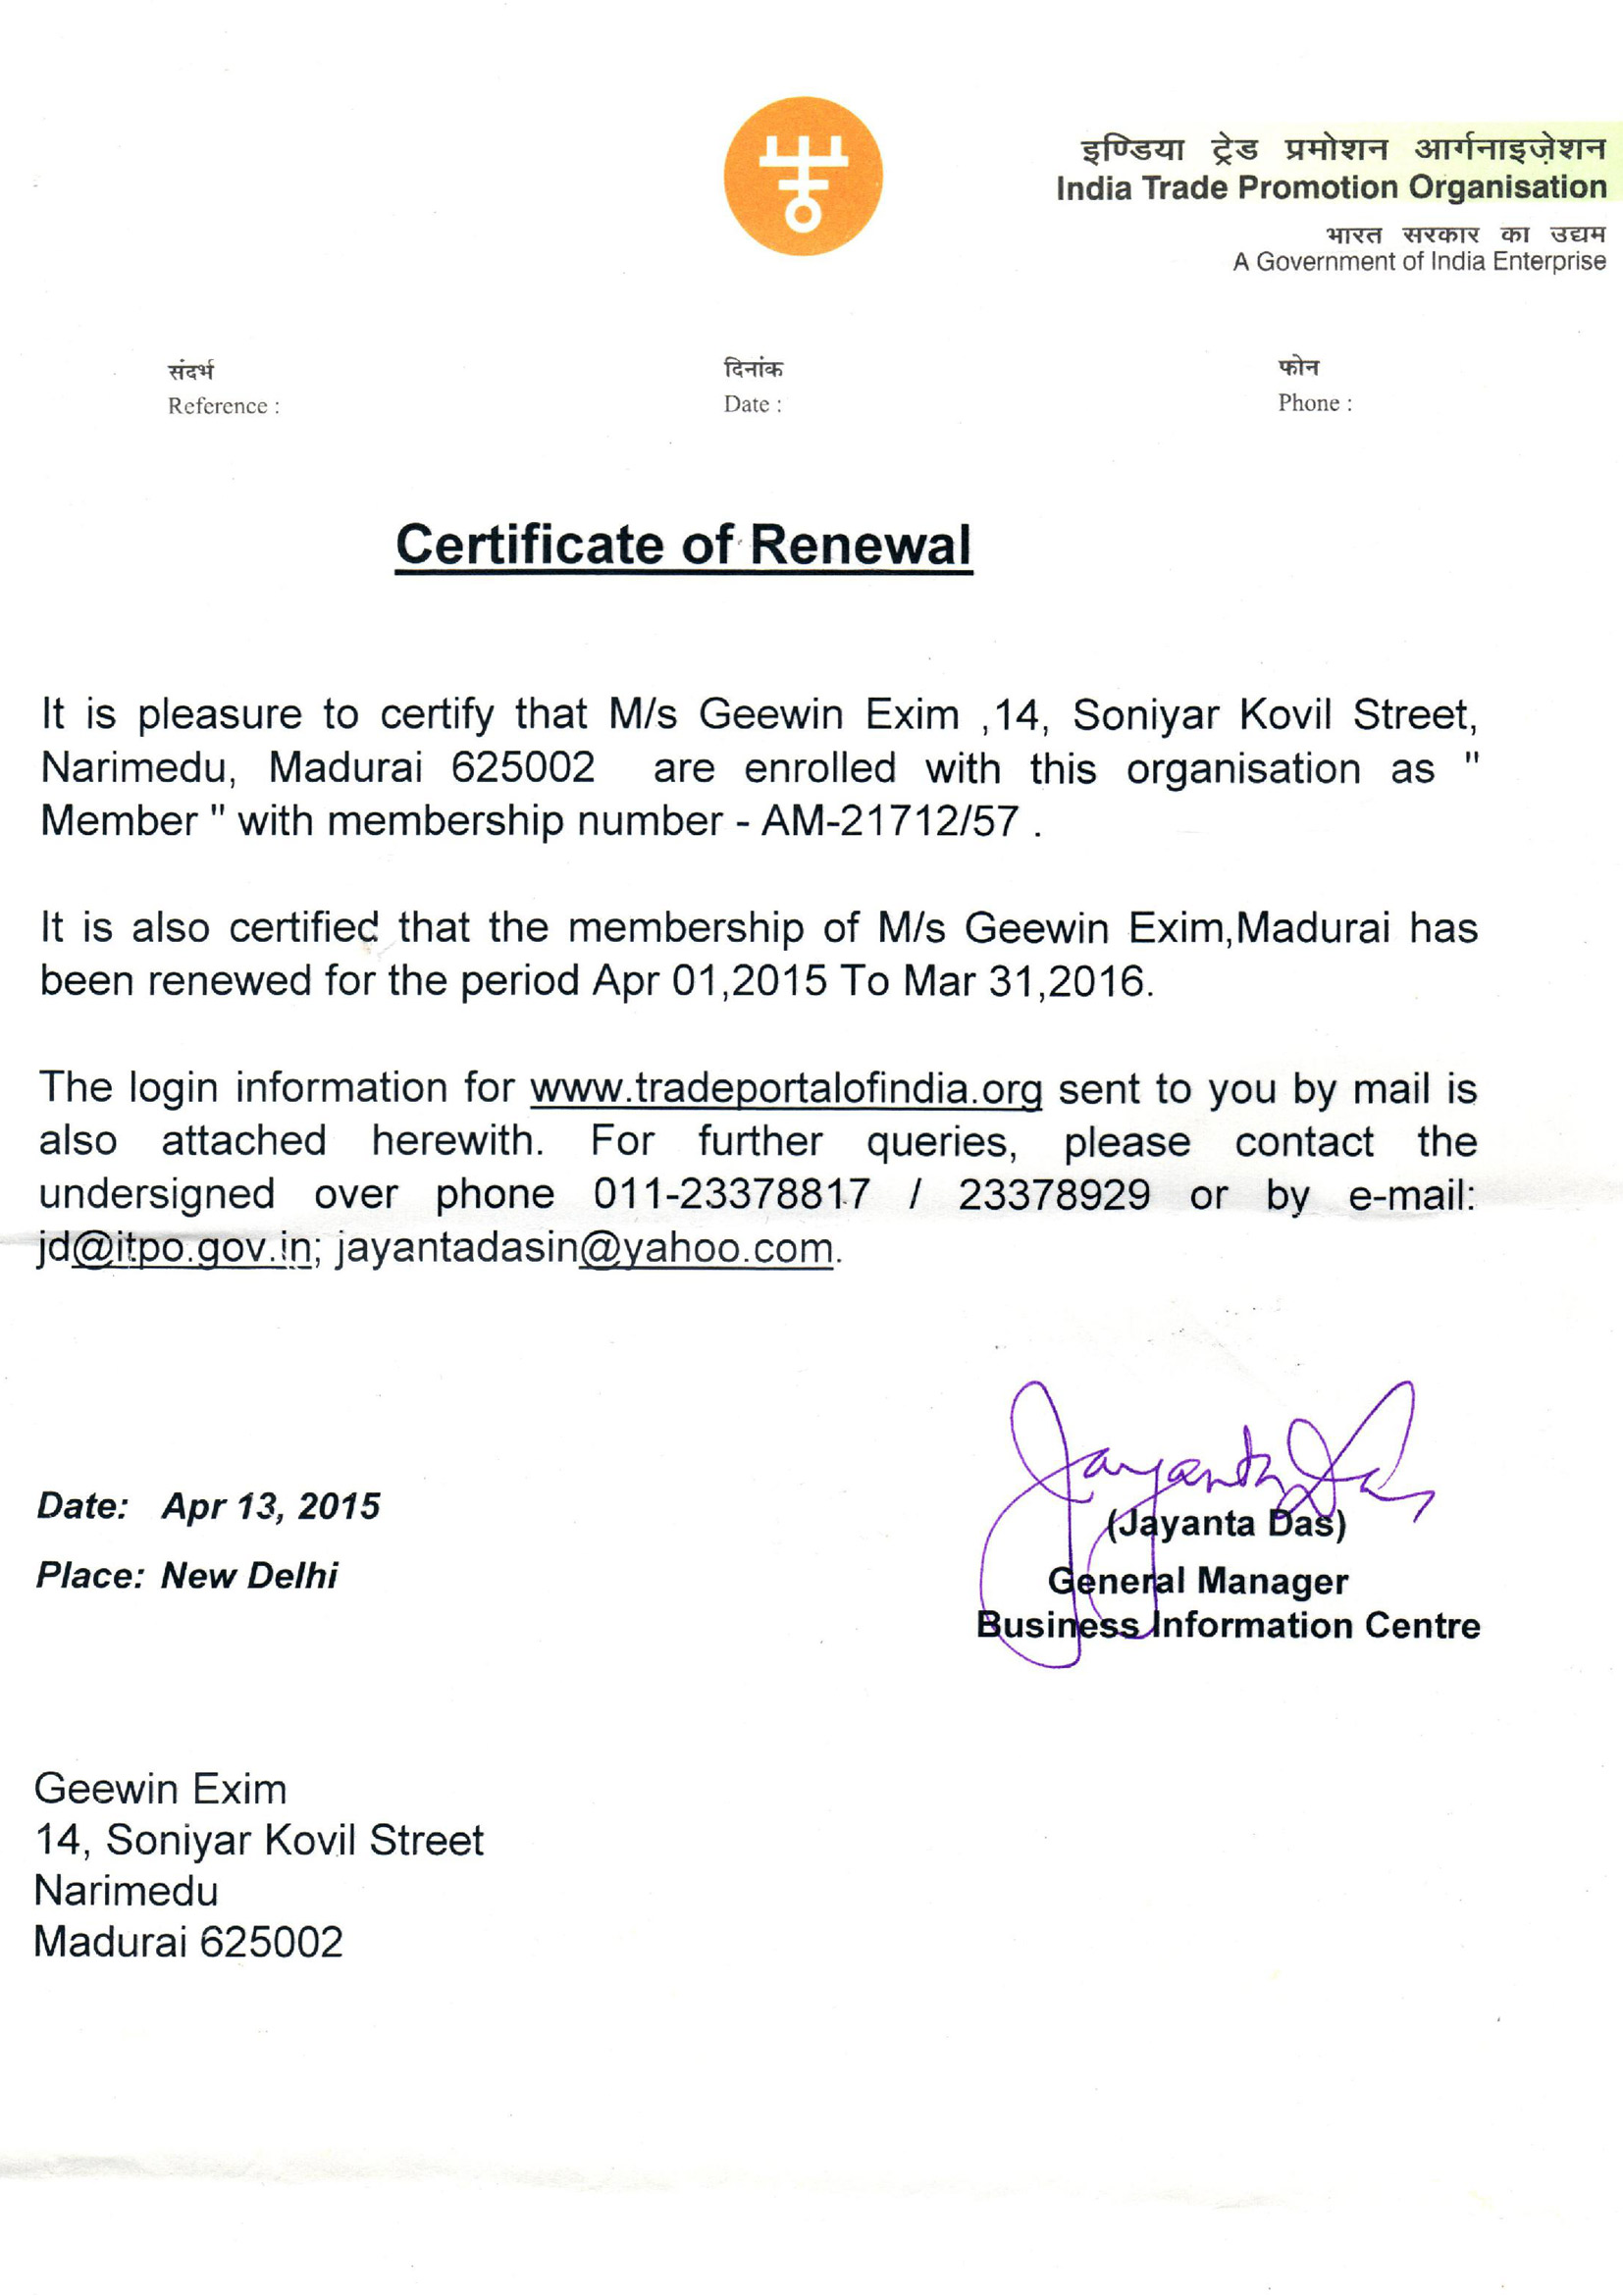 इण्डिया ट्रेड प्रमोशन आर्गनाइज़ेशन
India Trade Promotion Organisation
भारत सरकार का उद्यम
A Government of India Enterprise
संदर्भ
Reference :
दिनांक
Date :
फोन
Phone :
Certificate of Renewal
It is pleasure to certify that M/s Geewin Exim ,14, Soniyar Kovil Street,
Narimedu, Madurai 625002 are enrolled with this organisation as "
Member " with membership number - AM-21712/57 .
It is also certified that the membership of M/s Geewin Exim,Madurai has
been renewed for the period Apr 01,2015 To Mar 31,2016.
The login information for www.tradeportalofindia.org sent to you by mail is
also attached herewith. For further queries, please contact the
undersigned over phone 011-23378817 / 23378929 or by e-mail:
jd@itpo.gov.in; jayantadasin@yahoo.com.
Jayanta Das
(Jayanta Das)
Date: Apr 13, 2015
General Manager
Place: New Delhi
Business Information Centre
Geewin Exim
14, Soniyar Kovil Street
Narimedu
Madurai 625002